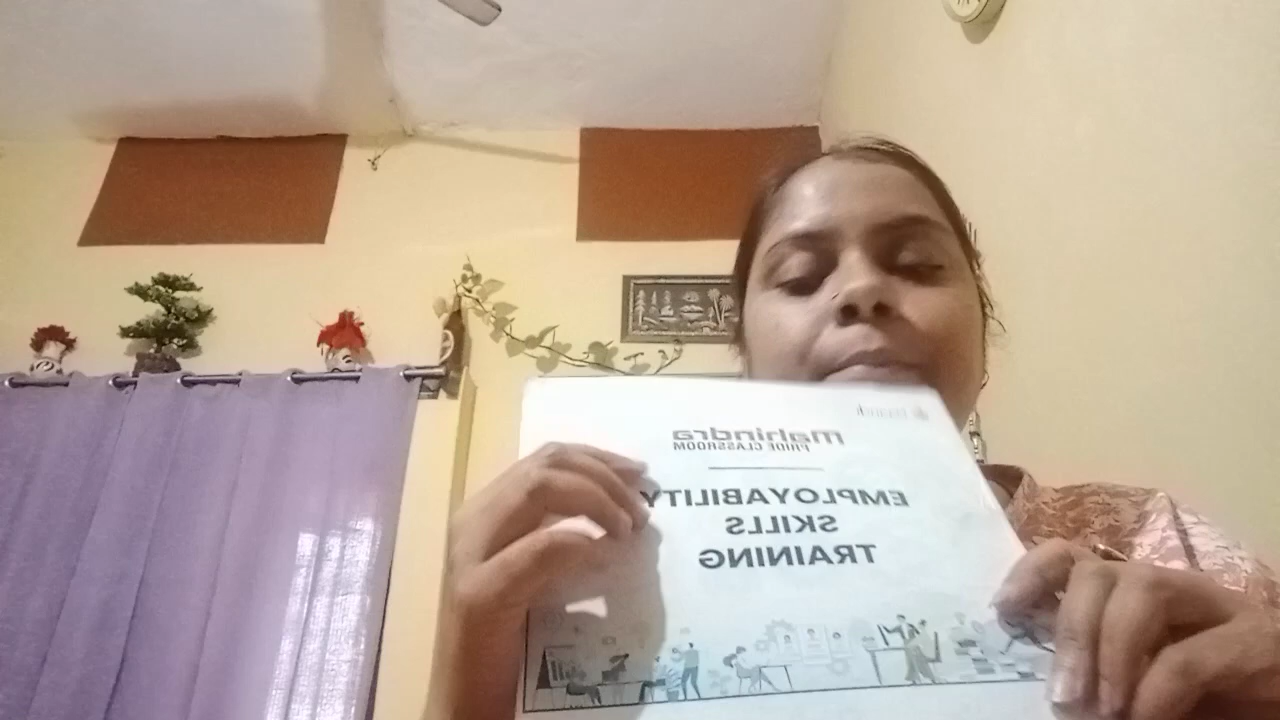 mahindra
PRIDE CLASSROOM
EMPLOYABILITY
SKILLS
TRAINING